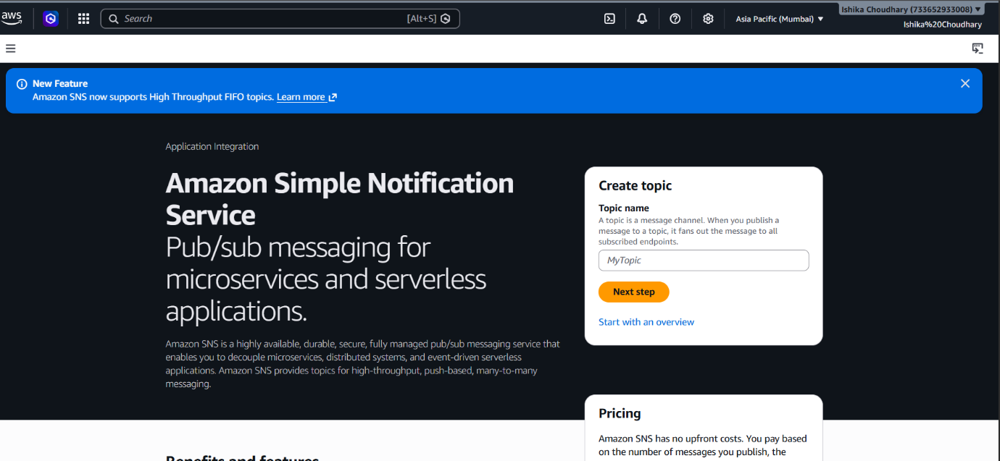 aws
Search
[Alt+S]
Asia Pacific (Mumbai)
Ishika Choudhary (733652933008)
Ishika%20Choudhary
New Feature
Amazon SNS now supports High Throughput FIFO topics. Learn more
Application Integration
Amazon Simple Notification
Service
Pub/sub messaging for
microservices and serverless
applications.
Amazon SNS is a highly available, durable, secure, fully managed pub/sub messaging service that
enables you to decouple microservices, distributed systems, and event-driven serverless
applications. Amazon SNS provides topics for high-throughput, push-based, many-to-many
messaging.
Create topic
Topic name
A topic is a message channel. When you publish a
message to a topic, it fans out the message to all
subscribed endpoints.
MyTopic
Next step
Start with an overview
Pricing
Amazon SNS has no upfront costs. You pay based
on the number of messages you publish, the
Benefits and features